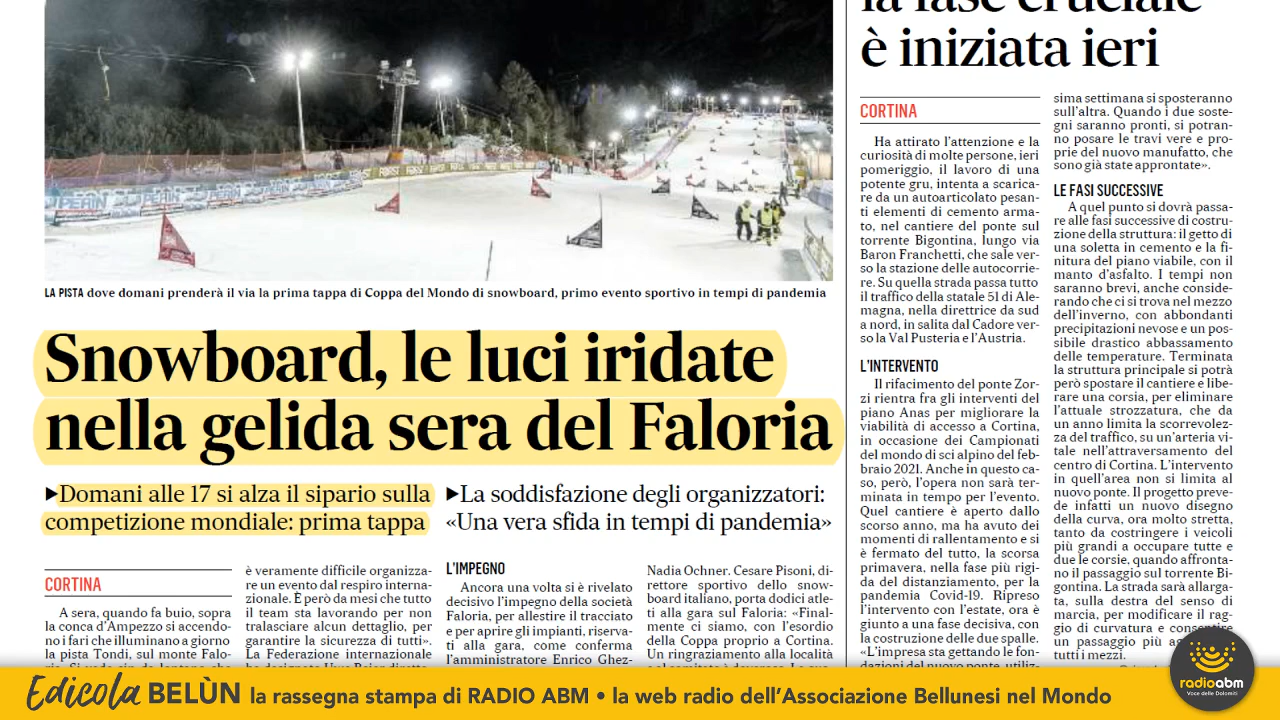 LA PISTA dove domani prenderà il via la prima tappa di Coppa del Mondo di snowboard, primo evento sportivo in tempi di pandemia
Snowboard, le luci iridate
nella gelida sera del Faloria
▶Domani alle 17 si alza il sipario sulla
competizione mondiale: prima tappa
▶La soddisfazione degli organizzatori:
«Una vera sfida in tempi di pandemia»
CORTINA
A sera, quando fa buio, sopra
la conca d'Ampezzo si accendo-
no i fari che illuminano a giorno
la pista Tondi, sul monte Falo-
è veramente difficile organizza-
re un evento dal respiro interna-
zionale. È però da mesi che tutto
il team sta lavorando per non
tralasciare alcun dettaglio, per
garantire la sicurezza di tutti».
La Federazione internazionale
L'IMPEGNO
Ancora una volta si è rivelato
decisivo l'impegno della società
Faloria, per allestire il tracciato
e per aprire gli impianti, riserva-
ti alla gara, come conferma
l'amministratore Enrico Ghez-
Nadia Ochner. Cesare Pisoni, di-
rettore sportivo dello snow-
board italiano, porta dodici atle-
ti alla gara sul Faloria: «Final-
mente ci siamo, con l'esordio
della Coppa proprio a Cortina.
Un ringraziamento alla località
la fase cruciale
è iniziata ieri
CORTINA
Ha attirato l'attenzione e la
curiosità di molte persone, ieri
pomeriggio, il lavoro di una
potente gru, intenta a scarica-
re da un autoarticolato pesan-
ti elementi di cemento arma-
to, nel cantiere del ponte sul
torrente Bigontina, lungo via
Baron Franchetti, che sale ver-
so la stazione delle autocorrie-
re. Su quella strada passa tutto
il traffico della statale 51 di Ale-
magna, nella direttrice da sud
a nord, in salita dal Cadore ver-
so la Val Pusteria e l'Austria.
L'INTERVENTO
Il rifacimento del ponte Zor-
zi rientra fra gli interventi del
piano Anas per migliorare la
viabilità di accesso a Cortina,
in occasione dei Campionati
del mondo di sci alpino del feb-
braio 2021. Anche in questo ca-
so, però, l'opera non sarà ter-
minata in tempo per l'evento.
Quel cantiere è aperto dallo
scorso anno, ma ha avuto dei
momenti di rallentamento e si
è fermato del tutto, la scorsa
primavera, nella fase più rigi-
da del distanziamento, per la
pandemia Covid-19. Ripreso
l'intervento con l'estate, ora è
giunto a una fase decisiva, con
la costruzione delle due spalle.
«L'impresa sta gettando le fon-
dazioni del nuovo ponte, utiliz-
sima settimana si sposteranno
sull'altra. Quando i due soste-
gni saranno pronti, si potran-
no posare le travi vere e pro-
prie del nuovo manufatto, che
sono già state approntate».
LE FASI SUCCESSIVE
A quel punto si dovrà passa-
re alle fasi successive di costru-
zione della struttura: il getto di
una soletta in cemento e la fi-
nitura del piano viabile, con
il manto d'asfalto. I tempi non
saranno brevi, anche conside-
rando che ci si trova nel mezzo
dell'inverno, con abbondanti
precipitazioni nevose e un pos-
sibile drastico abbassamento
delle temperature. Terminata
la struttura principale si potrà
però spostare il cantiere e libe-
rare una corsia, per eliminare
l'attuale strozzatura, che da
un anno limita la scorrevolez-
za del traffico, su un'arteria vi-
tale nell'attraversamento del
centro di Cortina. L'intervento
in quell'area non si limita al
nuovo ponte. Il progetto preve-
de infatti un nuovo disegno
della curva, ora molto stretta,
tanto da costringere i veicoli
più grandi a occupare tutte e
due le corsie, quando affronta-
no il passaggio sul torrente Bi-
gontina. La strada sarà allarga-
ta, sulla destra del senso di
marcia, per modificare il rag-
gio di curvatura e consentire
un passaggio più
tutti i mezzi.
Edicola BELÙN la rassegna stampa di RADIO ABM • la web radio dell'Associazione Bellunesi nel Mondo
radioabm
Voce delle Dolomiti